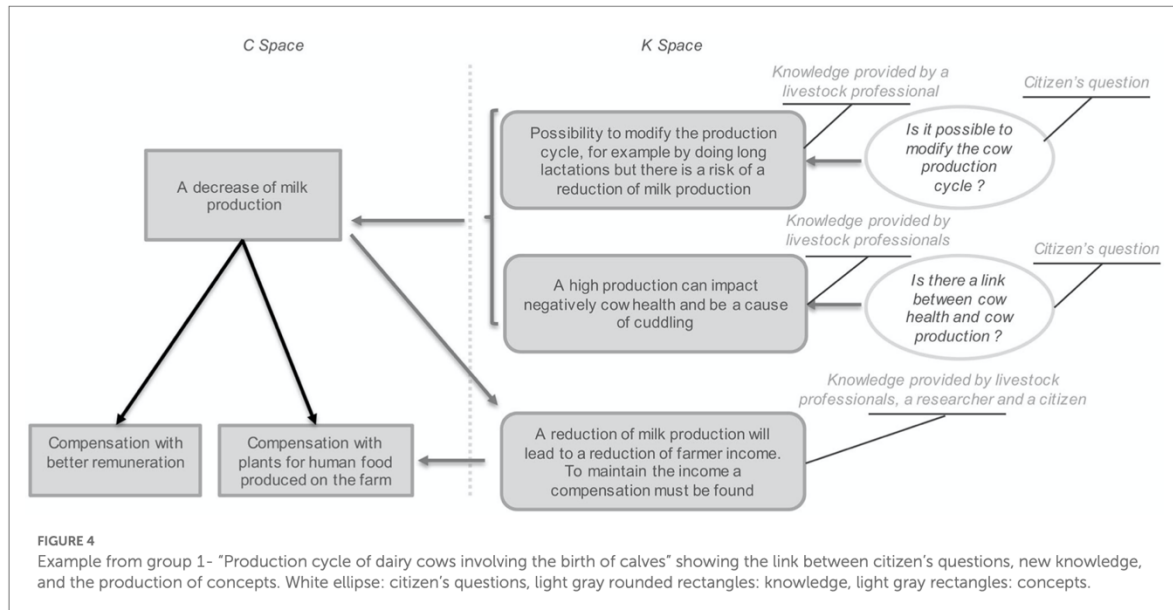 C Space
K Space
Knowledge provided by a
livestock professional
Citizen's question
Possibility to modify the production
cycle, for example by doing long
lactations but there is a risk of a
reduction of milk production
Is it possible to
modify the cow
production
cycle ?
A decrease of milk
production
Knowledge provided by
livestock professionals
Citizen's question
A high production can impact
negatively cow health and be a cause
of cuddling
Is there a link
between cow
health and cow
production ?
Knowledge provided by livestock
professionals, a researcher and a citizen
Compensation with
better remuneration
Compensation with
plants for human food
produced on the farm
A reduction of milk production will
lead to a reduction of farmer income.
To maintain the income a
compensation must be found
FIGURE 4
Example from group 1- "Production cycle of dairy cows involving the birth of calves" showing the link between citizen's questions, new knowledge,
and the production of concepts. White ellipse: citizen's questions, light gray rounded rectangles: knowledge, light gray rectangles: concepts.